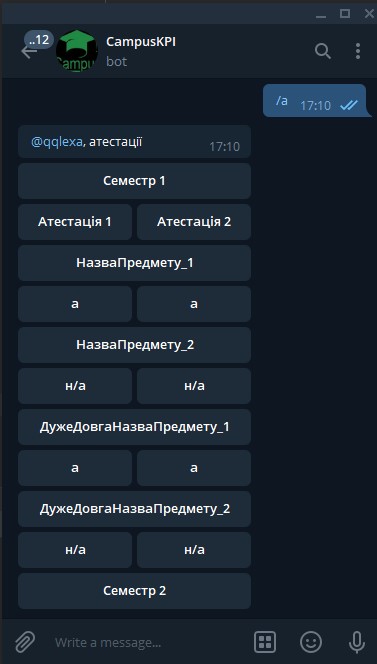 ..12
CampusKPI
bot
/a 17:10
@qqlexa, атестації 17:10
Семестр 1
Атестація 1 Атестація 2
НазваПредмету_1
а а
НазваПредмету_2
н/а н/а
ДужеДовгаНазваПредмету_1
а а
ДужеДовгаНазваПредмету_2
н/а н/а
Семестр 2
Write a message...